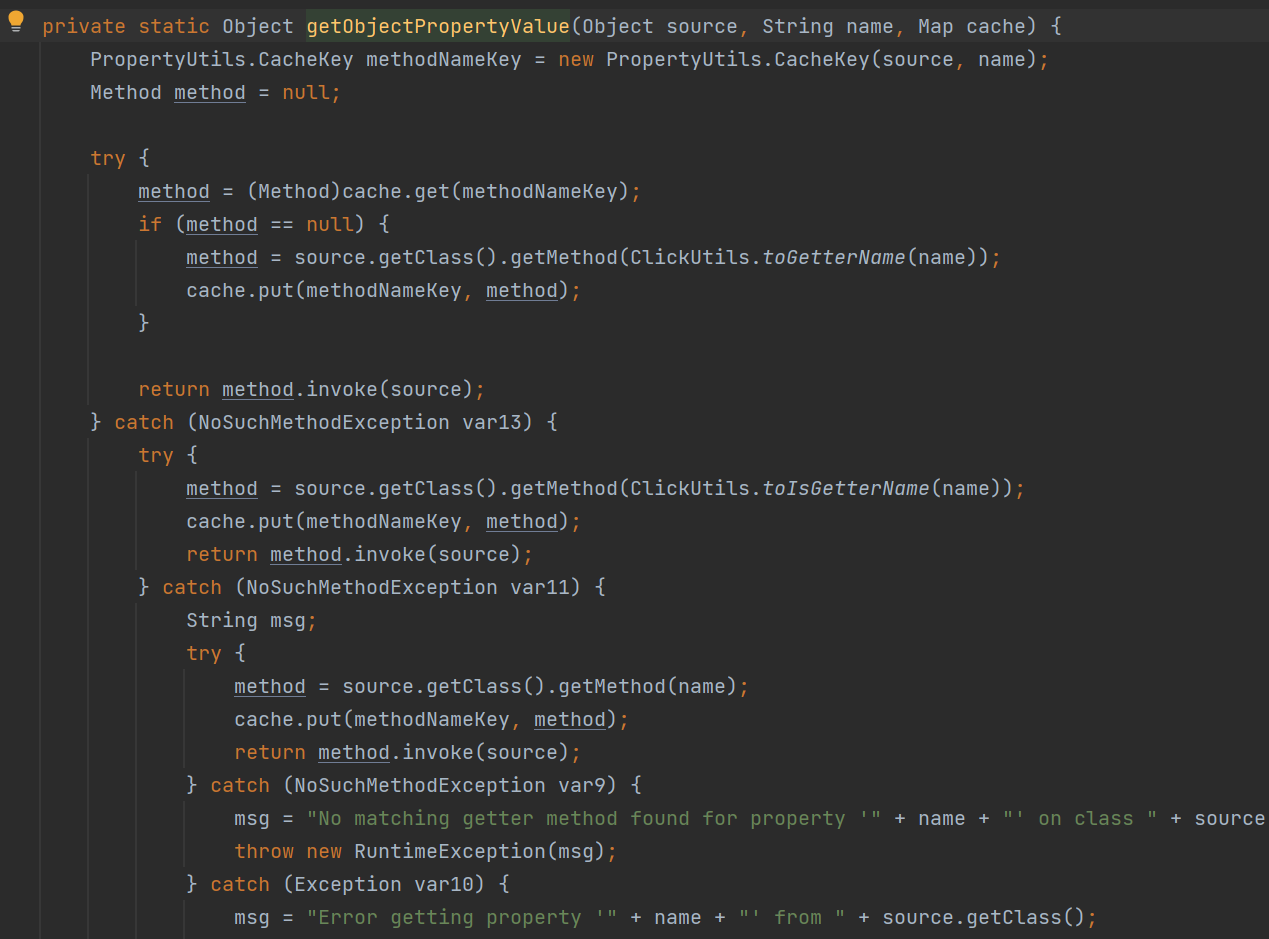 private static Object getObjectPropertyValue(Object source, String name, Map cache) {
PropertyUtils.CacheKey methodNameKey = new PropertyUtils.CacheKey(source, name);
Method method = null;
try {
method = (Method)cache.get(methodNameKey);
if (method == null) {
method = source.getClass().getMethod(ClickUtils.toGetterName(name));
cache.put(methodNameKey, method);
}
return method.invoke(source);
} catch (NoSuchMethodException var13) {
try {
method = source.getClass().getMethod(ClickUtils.toIsGetterName(name));
cache.put(methodNameKey, method);
return method.invoke(source);
} catch (NoSuchMethodException var11) {
String msg;
try {
method = source.getClass().getMethod(name);
cache.put(methodNameKey, method);
return method.invoke(source);
} catch (NoSuchMethodException var9) {
msg = "No matching getter method found for property '" + name + "' on class " + source
throw new RuntimeException(msg);
} catch (Exception var10) {
msg = "Error getting property '" + name + "' from " + source.getClass();